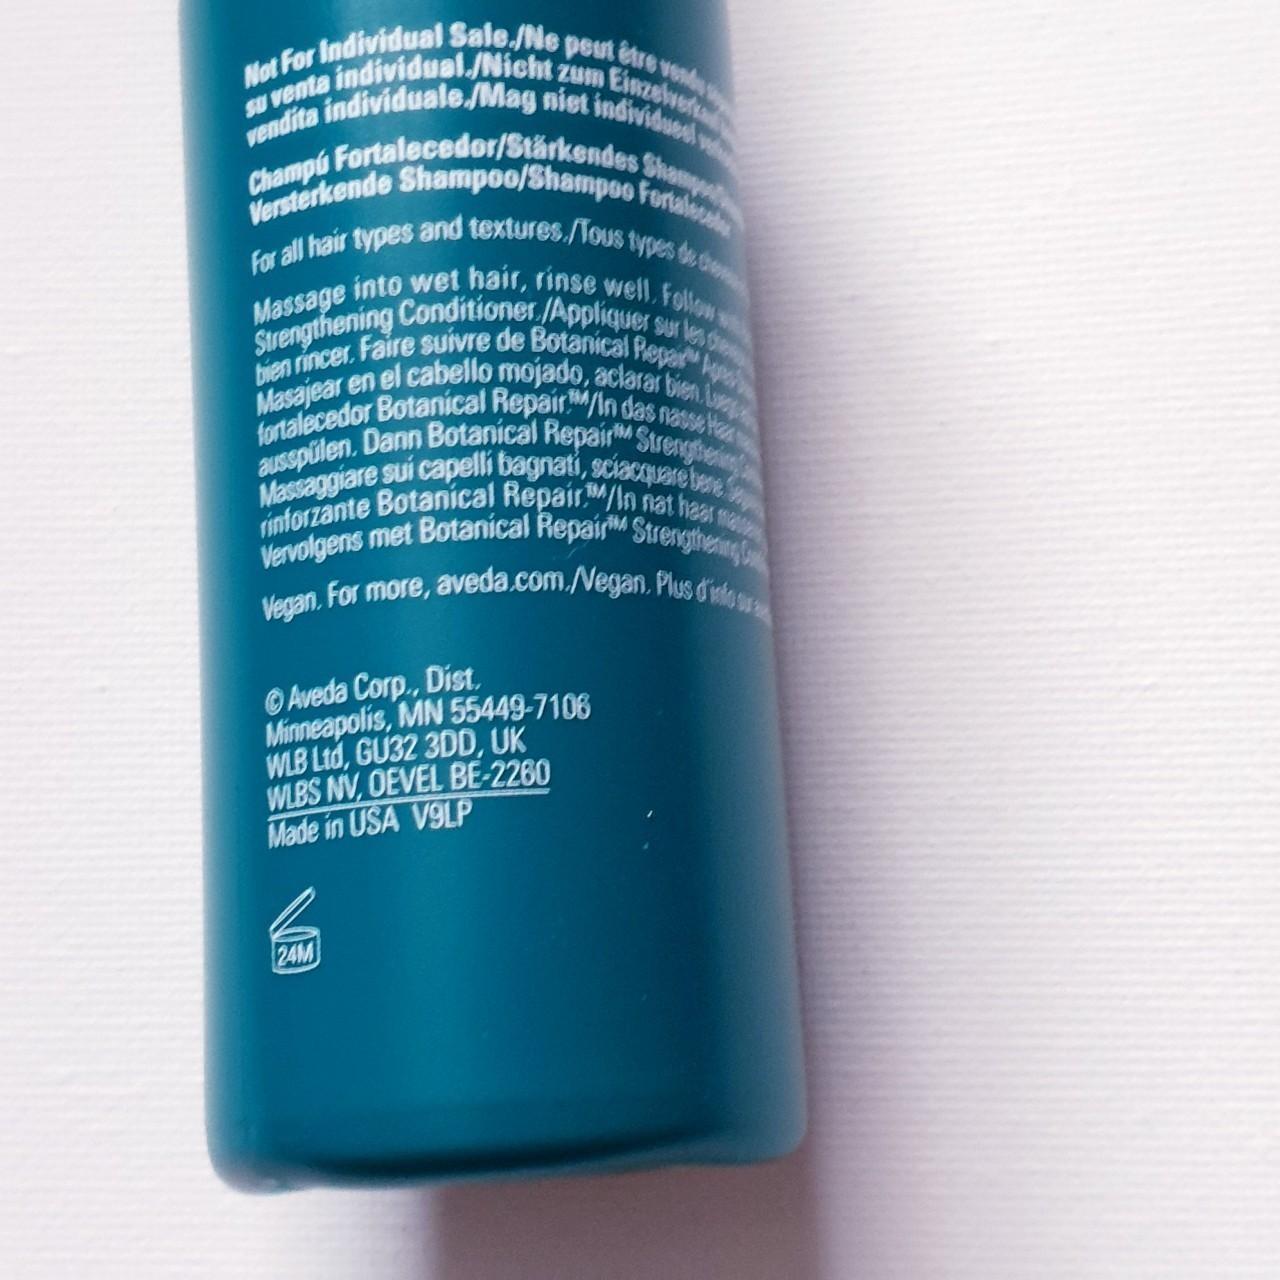 Not For Individual Sale./Ne peut être vendu
su venta individual./Nicht zum Einzelverkauf
vendita individuale./Mag niet individueel
Champú Fortalecedor/Stärkendes Shampoo/
Versterkende Shampoo/Shampoo Fortalecedor
For all hair types and textures./Tous types de
Massage into wet hair, rinse well. Follow
Strengthening Conditioner./Appliquer sur les
bien rincer. Faire suivre de Botanical Repair™ Après
Masajear en el cabello mojado, aclarar bien. Luego
fortalecedor Botanical Repair.™/In das nasse Haar
ausspülen. Dann Botanical Repair™ Strengthening
Massaggiare sui capelli bagnati, sciacquare bene.
rinforzante Botanical Repair.™/In nat haar
Vervolgens met Botanical Repair™ Strengthening
Vegan. For more, aveda.com./Vegan. Plus d'info sur
© Aveda Corp., Dist.
Minneapolis, MN 55449-7106
WLB Ltd, GU32 3DD, UK
WLBS NV, OEVEL BE-2260
Made in USA V9LP
24M